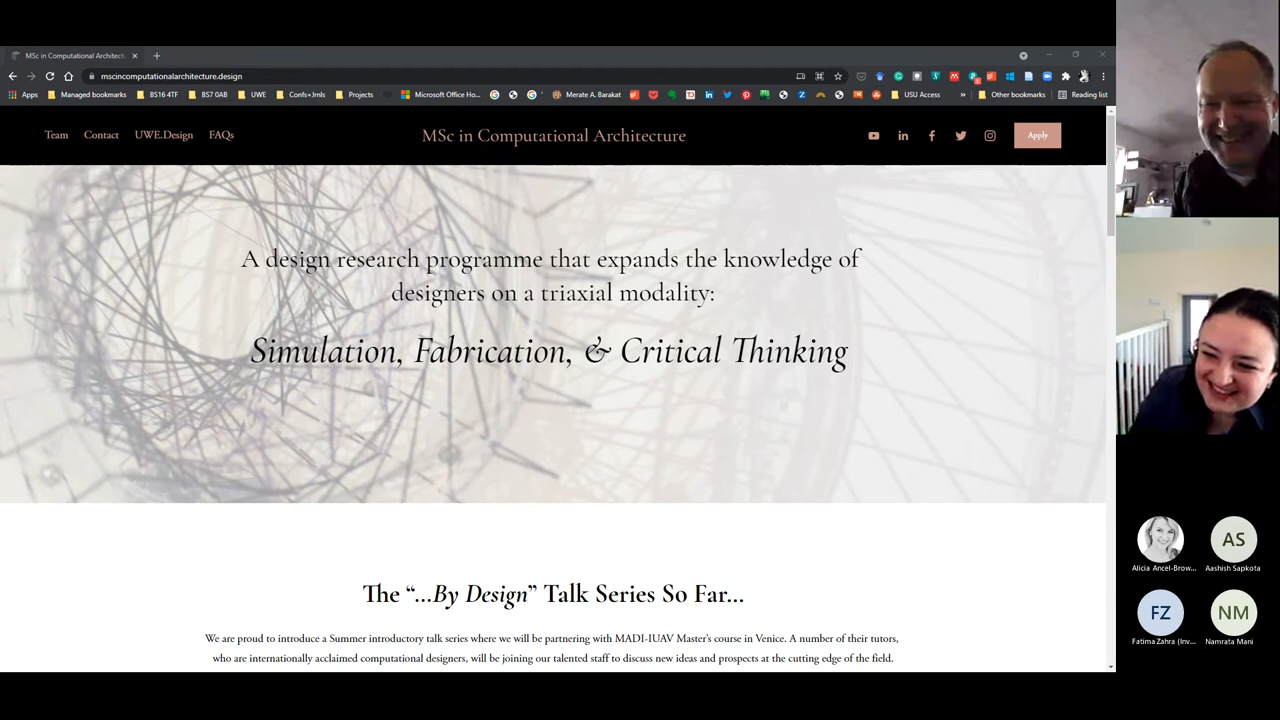 MSc in Computational Architect
mscincomputationalarchitecture.design
Apps
Managed bookmarks
BS16 4TF
BS7 0AB
UWE
Confs+Jrnls
Projects
Microsoft Office Ho...
Merate A. Barakat
USU Access
Other bookmarks
Reading list
Team
Contact
UWE.Design
FAQs
MSc in Computational Architecture
Apply
A design research programme that expands the knowledge of
designers on a triaxial modality:
Simulation, Fabrication, & Critical Thinking
The “...By Design” Talk Series So Far...
We are proud to introduce a Summer introductory talk series where we will be partnering with MADI-IUAV Master's course in Venice. A number of their tutors,
who are internationally acclaimed computational designers, will be joining our talented staff to discuss new ideas and prospects at the cutting edge of the field.
AS
Alicia Ancel-Brow...
Aashish Sapkota
FZ
NM
Fatima Zahra (Inv...
Namrata Mani